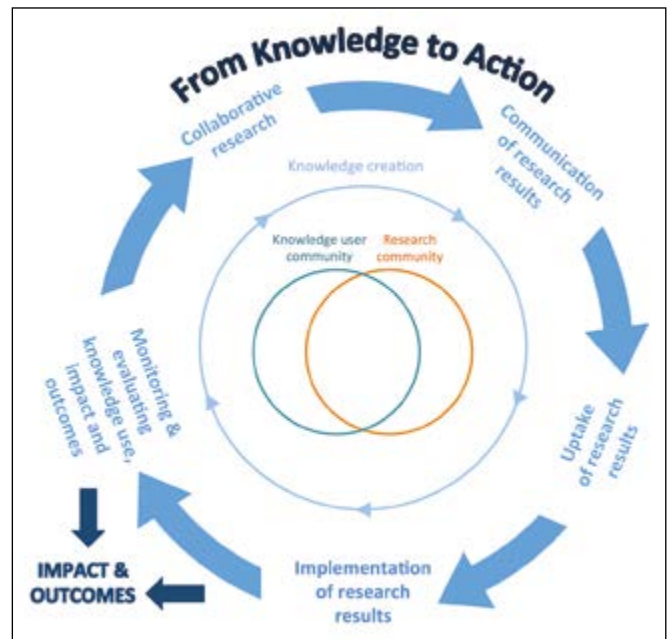 From Knowledge to Action
Collaborative
research
Communication
of research
results
Knowledge creation
Knowledge user
community
Research
community
Monitoring &
evaluating
knowledge use,
impact and
outcomes
Uptake
of research
results
Implementation
of research
results
IMPACT &
OUTCOMES